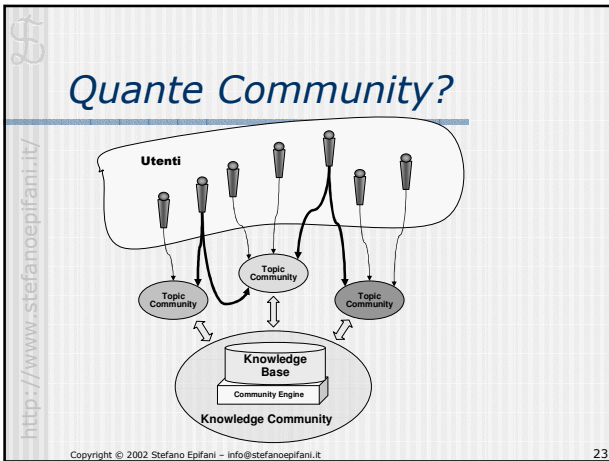 Quante Community?
http://www.stefanoepifani.it/
Utenti
Topic
Community
Topic
Community
Topic
Community
Knowledge
Base
Community Engine
Knowledge Community
Copyright © 2002 Stefano Epifani – info@stefanoepifani.it
23